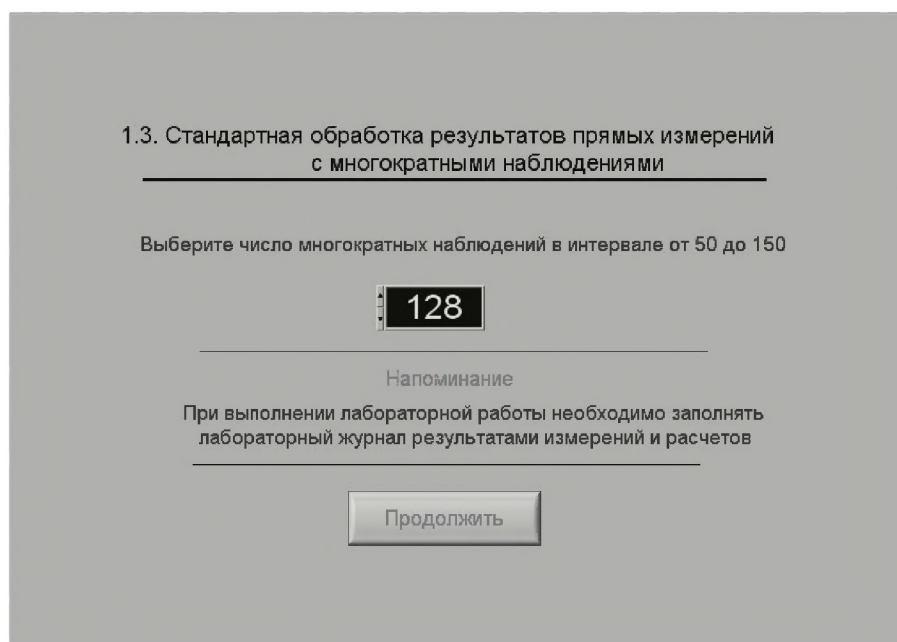 1.3. Стандартная обработка результатов прямых измерений
с многократными наблюдениями
Выберите число многократных наблюдений в интервале от 50 до 150
128
Напоминание
При выполнении лабораторной работы необходимо заполнять
лабораторный журнал результатами измерений и расчетов
Продолжить